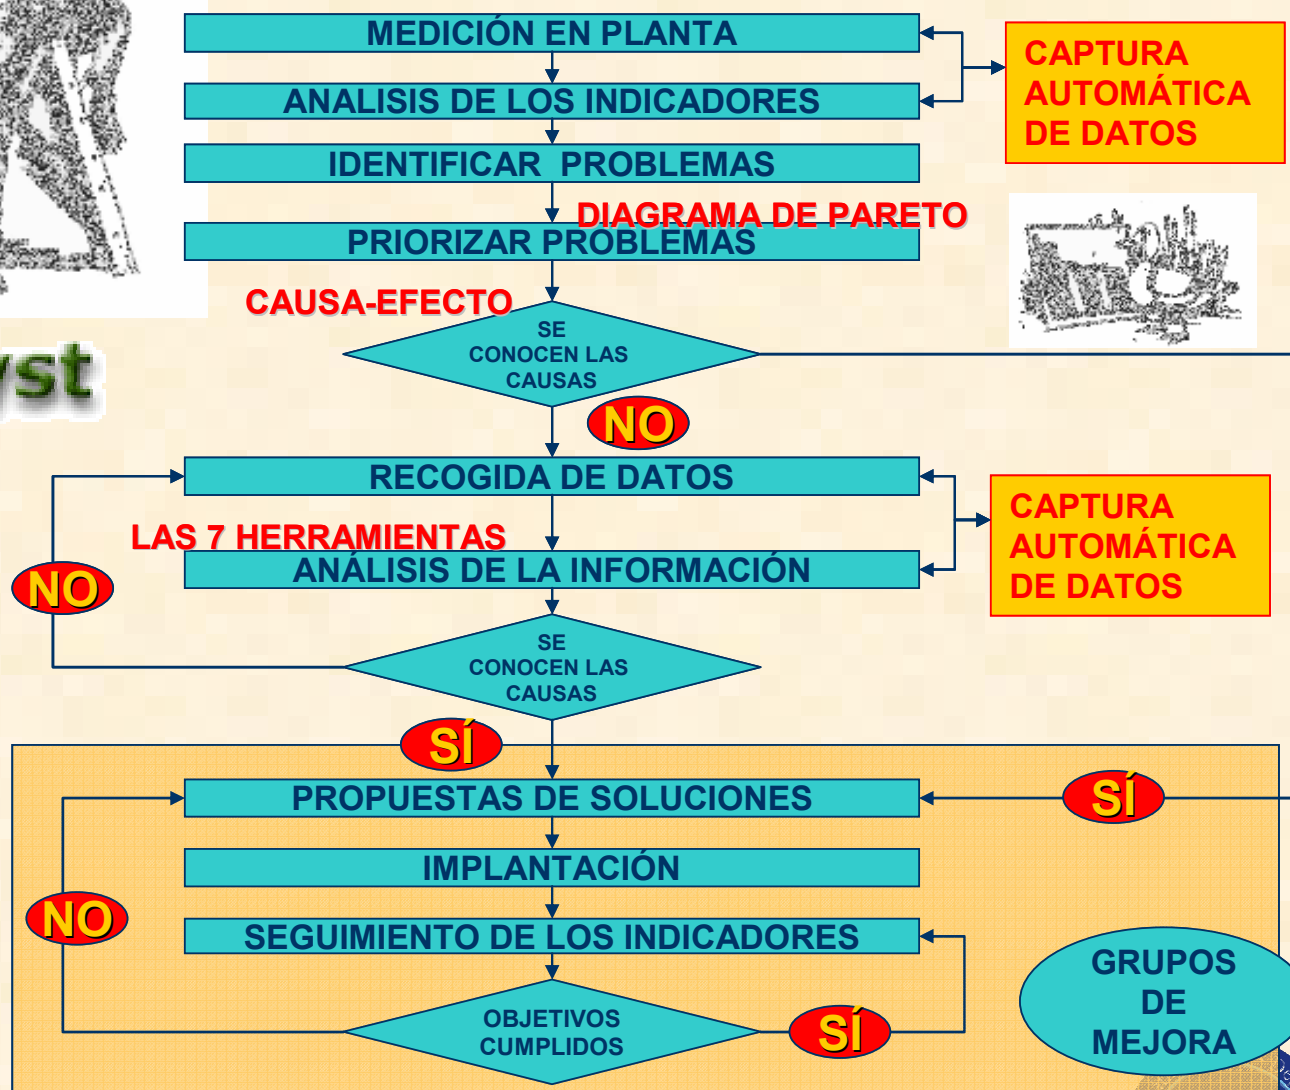 MEDICIÓN EN PLANTA
CAPTURA
AUTOMÁTICA
DE DATOS
ANALISIS DE LOS INDICADORES
IDENTIFICAR PROBLEMAS
DIAGRAMA DE PARETO
PRIORIZAR PROBLEMAS
CAUSA-EFECTO
SE
CONOCEN LAS
CAUSAS
yst
NO
RECOGIDA DE DATOS
CAPTURA
AUTOMÁTICA
DE DATOS
LAS 7 HERRAMIENTAS
ANÁLISIS DE LA INFORMACIÓN
NO
SE
CONOCEN LAS
CAUSAS
SÍ
PROPUESTAS DE SOLUCIONES
SÍ
IMPLANTACIÓN
NO
SEGUIMIENTO DE LOS INDICADORES
GRUPOS
DE
MEJORA
OBJETIVOS
CUMPLIDOS
SÍ